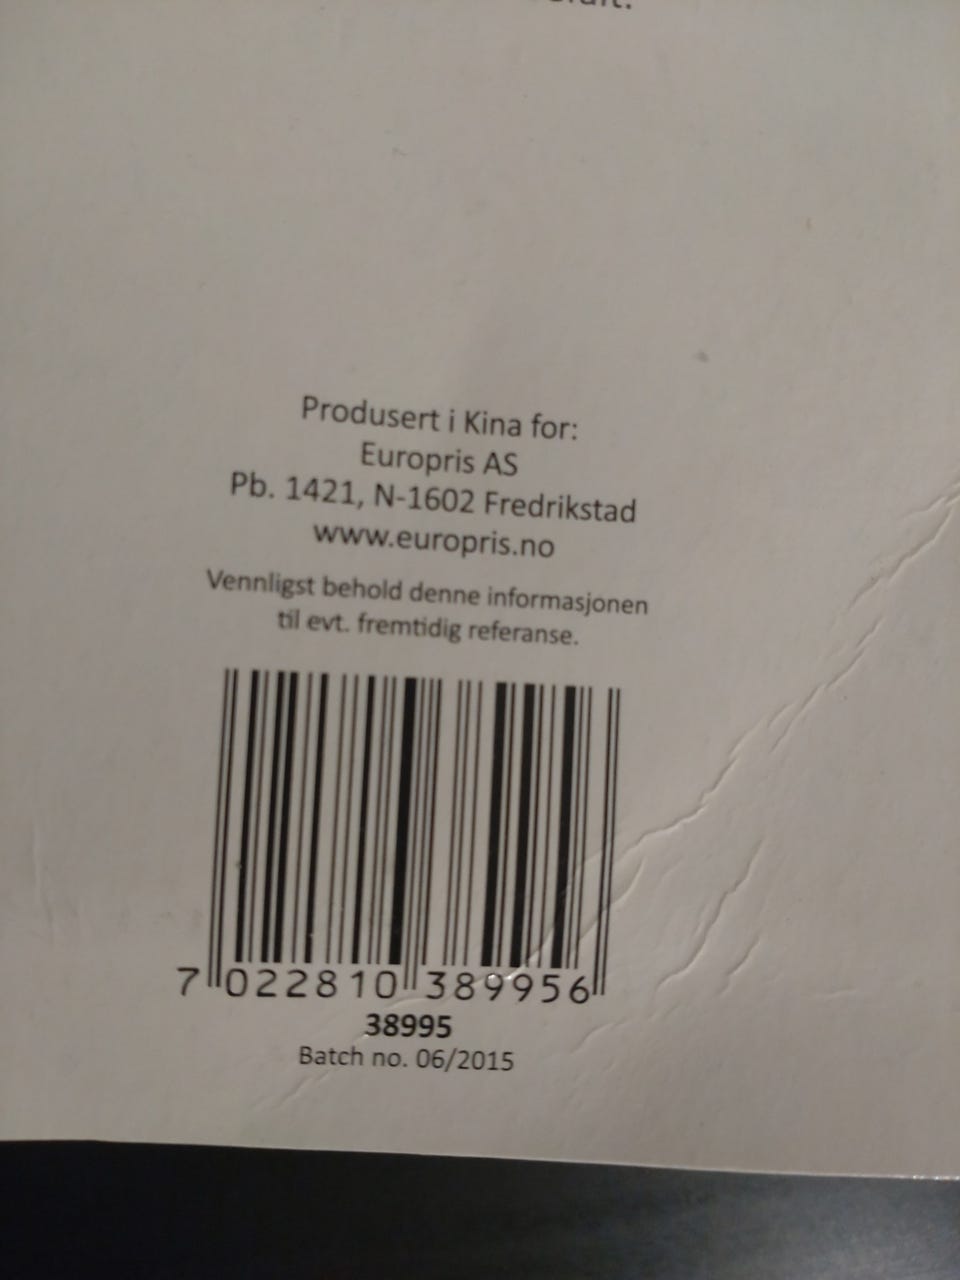 Produsert i Kina for:
Europris AS
Pb. 1421, N-1602 Fredrikstad
www.europris.no
Vennligst behold denne informasjonen
til evt. fremtidig referanse.
7 022810 389956
38995
Batch no. 06/2015